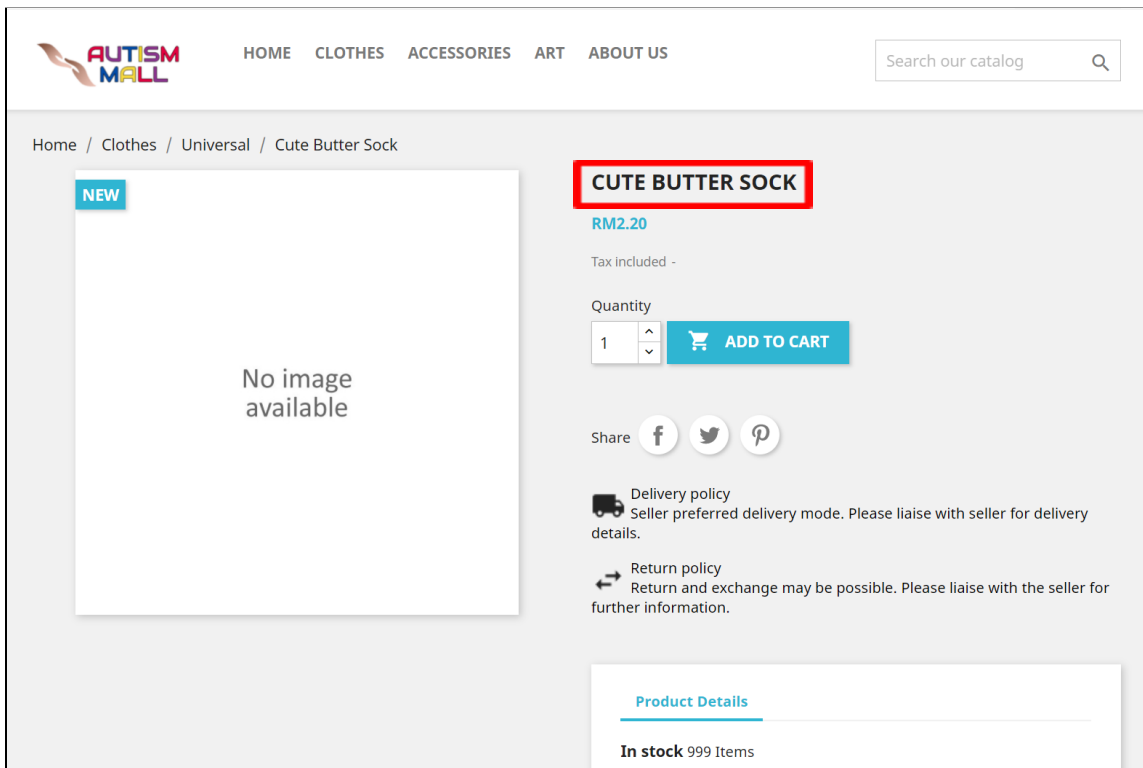 AUTISM
MALL
HOME CLOTHES ACCESSORIES ART ABOUT US
Search our catalog
Home / Clothes / Universal / Cute Butter Sock
NEW
No image
available
CUTE BUTTER SOCK
RM2.20
Tax included -
Quantity
1
ADD TO CART
Share
Delivery policy
Seller preferred delivery mode. Please liaise with seller for delivery
details.
Return policy
Return and exchange may be possible. Please liaise with the seller for
further information.
Product Details
In stock 999 Items